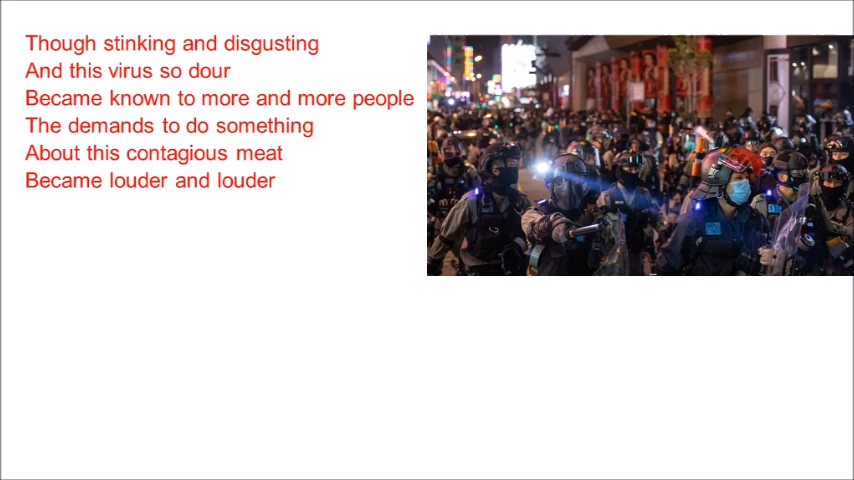 Though stinking and disgusting
And this virus so dour
Became known to more and more people
The demands to do something
About this contagious meat
Became louder and louder